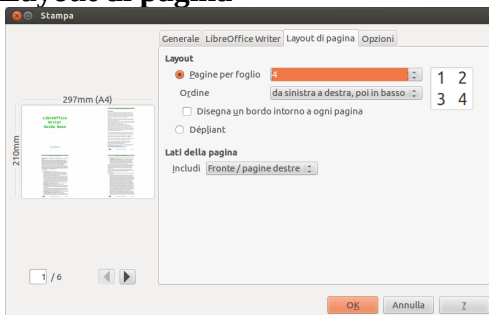 Layout di pagina
Stampa
Generale LibreOffice Writer Layout di pagina Opzioni
Layout
Pagine per foglio 4
Ordine da sinistra a destra, poi in basso
Disegna un bordo intorno a ogni pagina
Dépliant
1 2
3 4
Lati della pagina
Includi Fronte / pagine destre
297mm (A4)
210mm
LibreOffice
Writer
Guida Base
1 / 6
OK Annulla ?